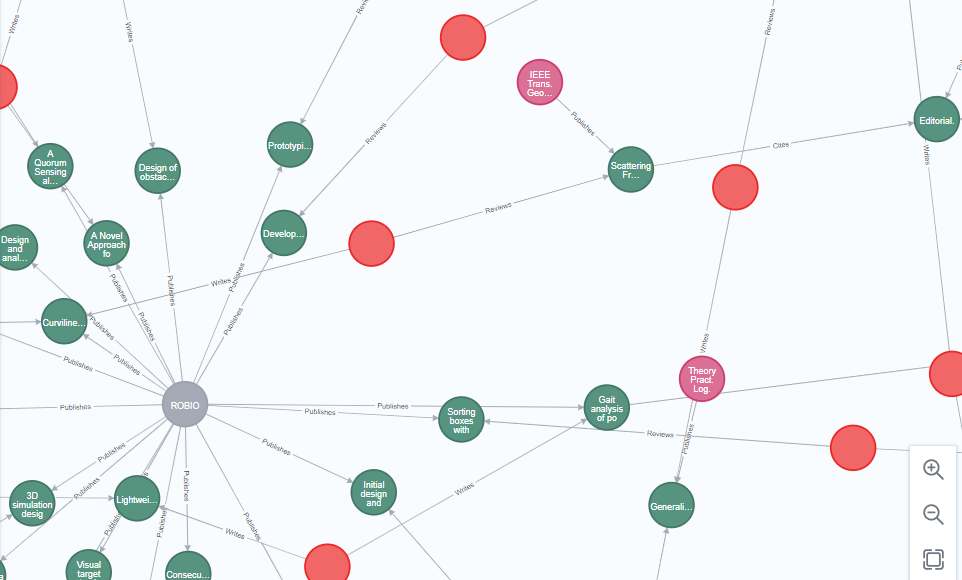 Writes
Writes
Reviews
IEEE
Trans.
Geo...
Publishes
Editorial.
Reviews
Prototypi...
Reviews
Cites
A
Quorum
Sensing
al...
Design of
obstac...
Scattering
Fr...
Writes
Reviews
Design
and
anal...
A Novel
Approach
fo
Develop...
Publishes
Writes
Publishes
Publishes
Curviline...
Publishes
Publishes
Publishes
Publishes
Publishes
Publishes
Writes
Theory
Pract.
Log.
ROBIO
Publishes
Publishes
Publishes
Sorting
boxes
with
Gait
analysis
of po
Reviews
Publishes
Publishes
Publishes
Publishes
Publishes
Writes
3D
simulation
desig
Lightwei...
Initial
design
and
Generali...
Publishes
Publishes
Publishes
Writes
Visual
target
Consecu...